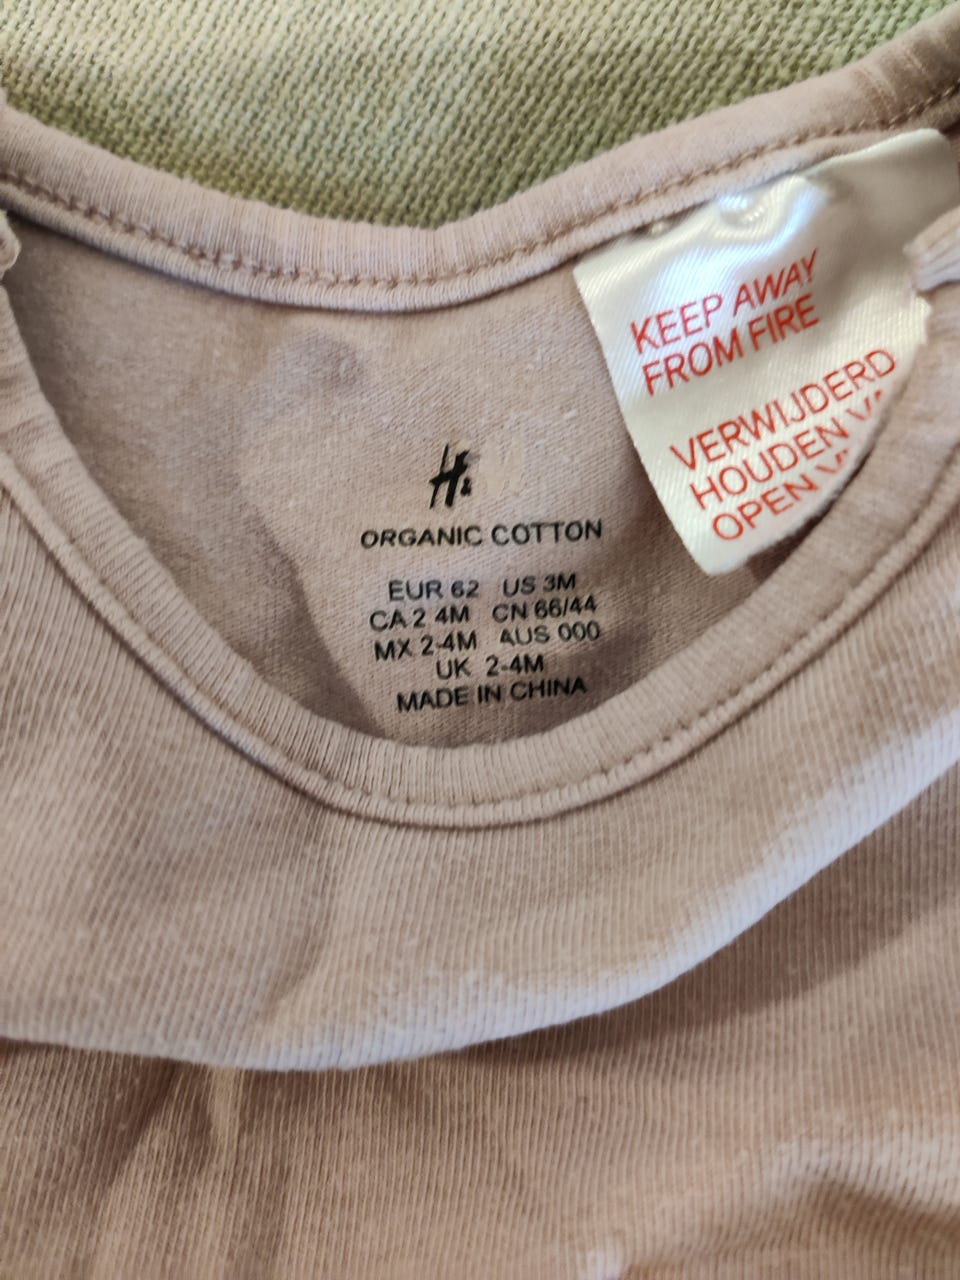 H&
ORGANIC COTTON
EUR 62 US 3M
CA 2 4M CN 66/44
MX 2-4M AUS 000
UK 2-4M
MADE IN CHINA
KEEP AWAY
FROM FIRE
VERWIJDERD
HOUDEN
OPEN